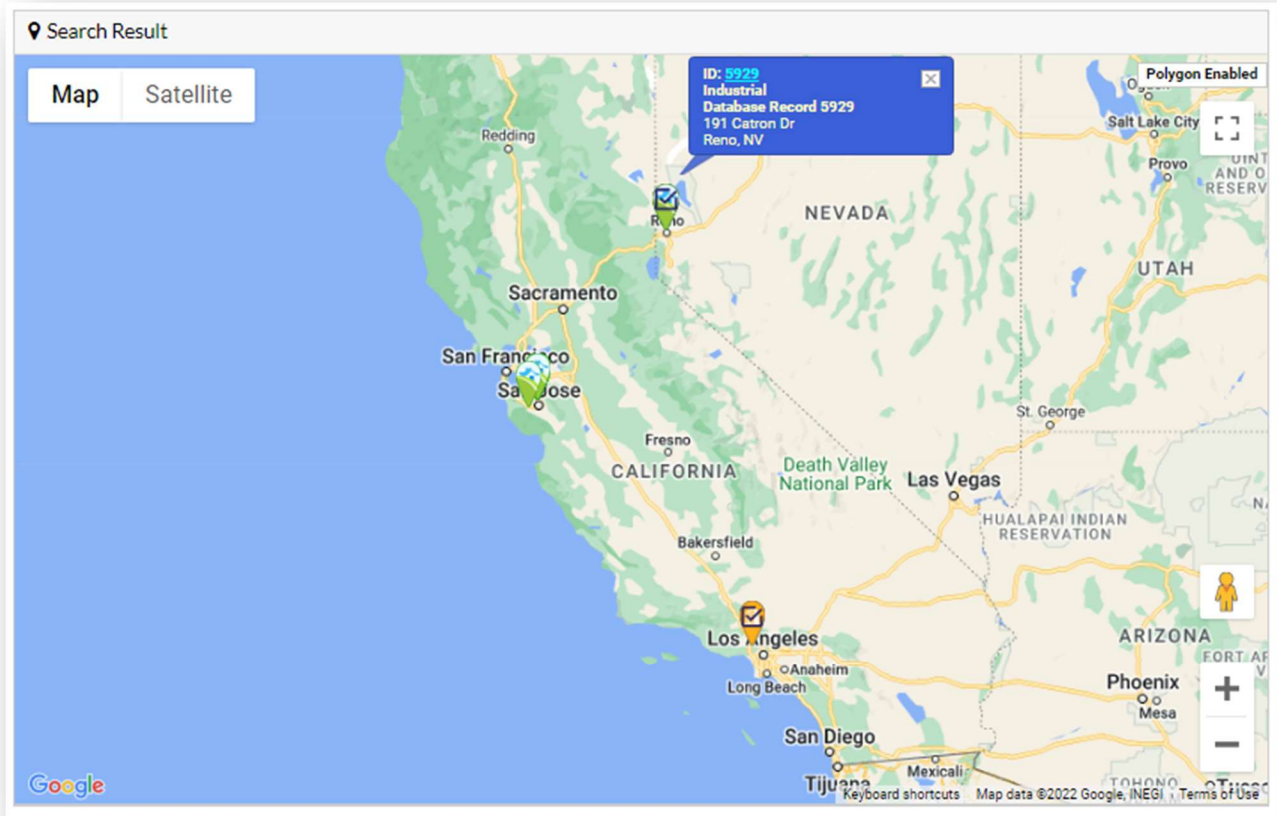 Search Result
Map
Satellite
ID: 5929
Industrial
Database Record 5929
191 Catron Dr
Reno, NV
Polygon Enabled
Salt Lake City
Redding
Provo
AND O
RESERV
NEVADA
UTAH
Sacramento
San Francisco
San Jose
St. George
Fresno
CALIFORNIA
Death Valley
National Park
Las Vegas
HUALAPAI INDIAN
RESERVATION
Bakersfield
Los Angeles
ARIZONA
Anaheim
Long Beach
Phoenix
Mesa
San Diego
Mexicali
Tijuana
Google
Keyboard shortcuts
Map data ©2022 Google, INEGI
Terms of Use